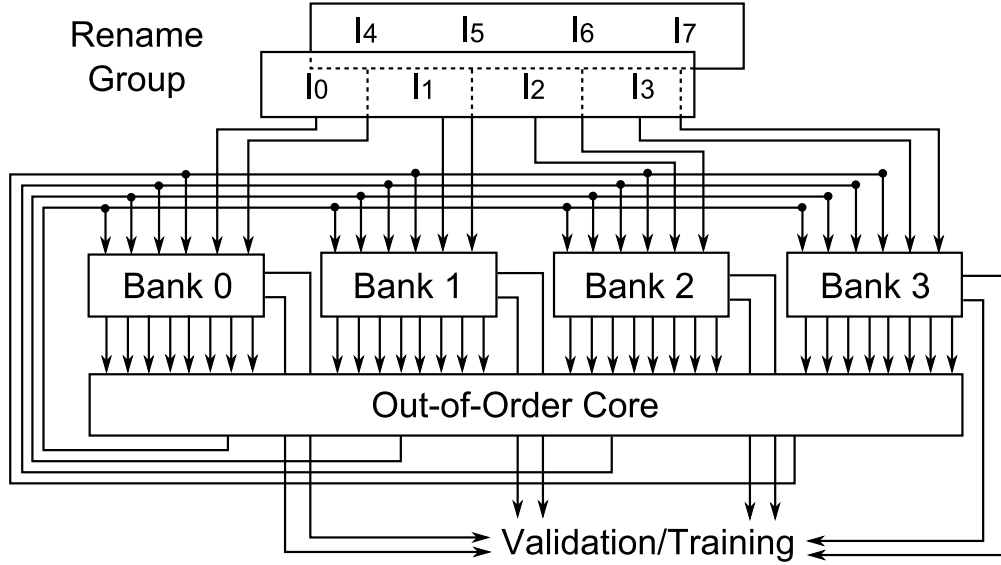 Rename
Group
I4 I5 I6 I7
I0 I1 I2 I3
Bank 0 Bank 1 Bank 2 Bank 3
Out-of-Order Core
Validation/Training